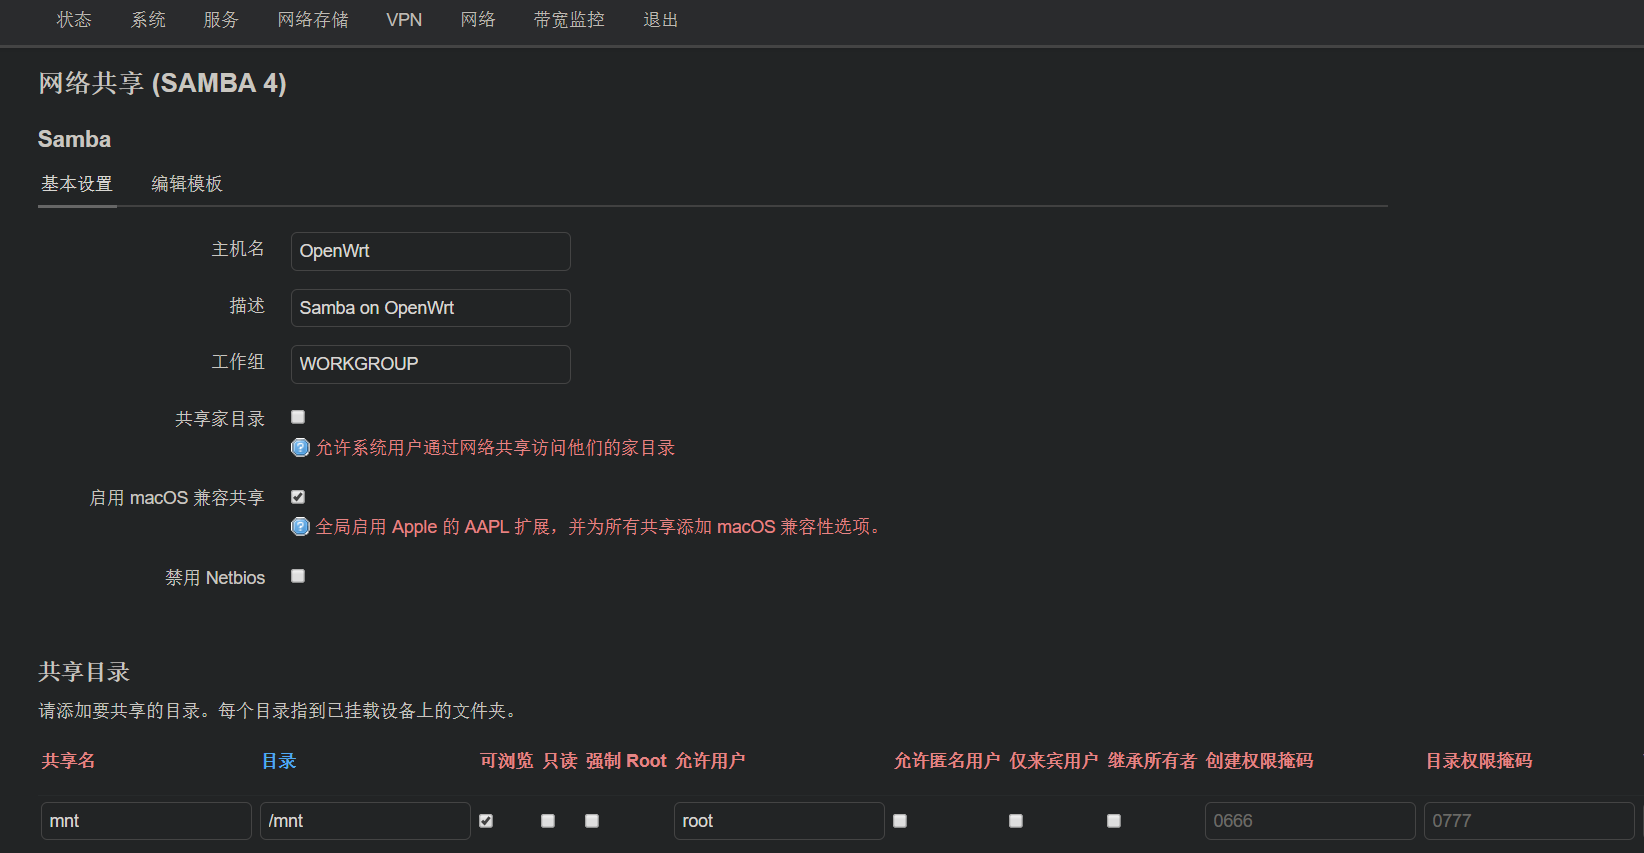 状态 系统 服务 网络存储 VPN 网络 带宽监控 退出
网络共享 (SAMBA 4)
Samba
基本设置 编辑模板
主机名 OpenWrt
描述 Samba on OpenWrt
工作组 WORKGROUP
共享家目录
允许系统用户通过网络共享访问他们的家目录
启用 macOS 兼容共享
全局启用 Apple 的 AAPL 扩展，并为所有共享添加 macOS 兼容性选项。
禁用 Netbios
共享目录
请添加要共享的目录。每个目录指到已挂载设备上的文件夹。
共享名 目录 可浏览 只读 强制 Root 允许用户 允许匿名用户 仅来宾用户 继承所有者 创建权限掩码 目录权限掩码
mnt /mnt root 0666 0777